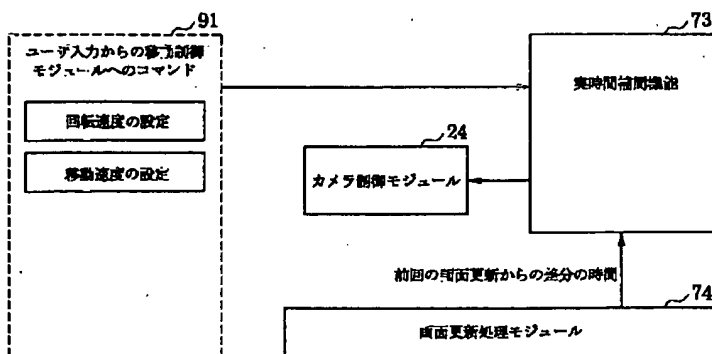 91
ユーザ入力からの移動制御
モジュールへのコマンド
回転速度の設定
移動速度の設定
73
実時間補間機能
24
カメラ制御モジュール
前回の画面更新からの差分の時間
74
画面更新処理モジュール